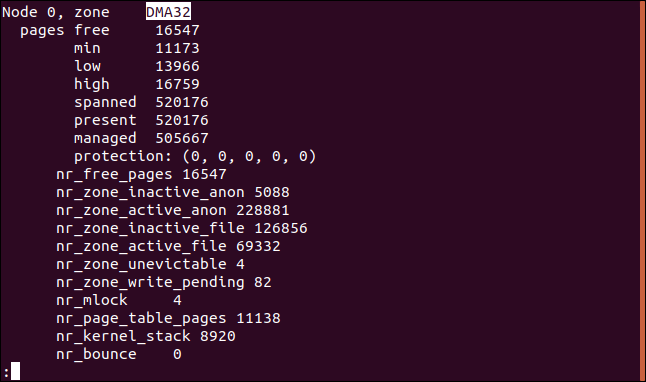 Node 0, zone    DMA32
  pages free     16547
        min      11173
        low      13966
        high     16759
        spanned  520176
        present  520176
        managed  505667
        protection: (0, 0, 0, 0, 0)
      nr_free_pages 16547
      nr_zone_inactive_anon 5088
      nr_zone_active_anon 228881
      nr_zone_inactive_file 126856
      nr_zone_active_file 69332
      nr_zone_unevictable 4
      nr_zone_write_pending 82
      nr_mlock     4
      nr_page_table_pages 11138
      nr_kernel_stack 8920
      nr_bounce    0
: